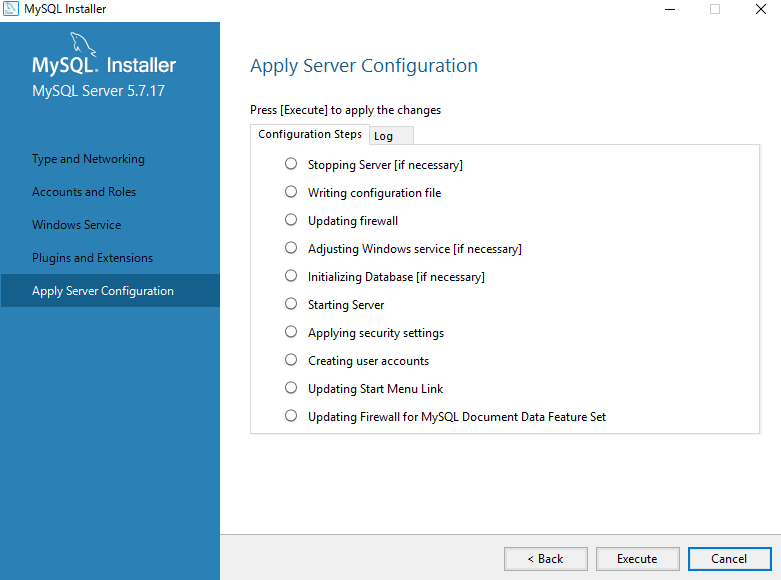 MySQL Installer
MySQL. Installer
MySQL Server 5.7.17
Type and Networking
Accounts and Roles
Windows Service
Plugins and Extensions
Apply Server Configuration
Apply Server Configuration
Press [Execute] to apply the changes
Configuration Steps Log
Stopping Server [if necessary]
Writing configuration file
Updating firewall
Adjusting Windows service [if necessary]
Initializing Database [if necessary]
Starting Server
Applying security settings
Creating user accounts
Updating Start Menu Link
Updating Firewall for MySQL Document Data Feature Set
< Back Execute Cancel